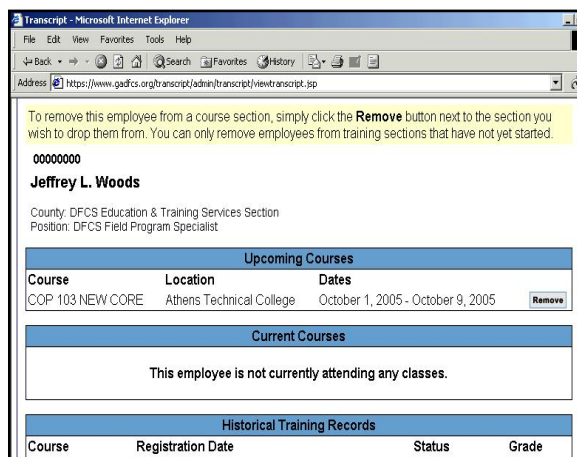 Transcript - Microsoft Internet Explorer
File Edit View Favorites Tools Help
Back Search Favorites History
Address https://www.gadfcs.org/transcript/admin/transcript/viewtranscript.jsp
To remove this employee from a course section, simply click the Remove button next to the section you
wish to drop them from. You can only remove employees from training sections that have not yet started.
00000000
Jeffrey L. Woods
County: DFCS Education & Training Services Section
Position: DFCS Field Program Specialist
Upcoming Courses
Course Location Dates
COP 103 NEW CORE Athens Technical College October 1, 2005 - October 9, 2005 Remove
Current Courses
This employee is not currently attending any classes.
Historical Training Records
Course Registration Date Status Grade